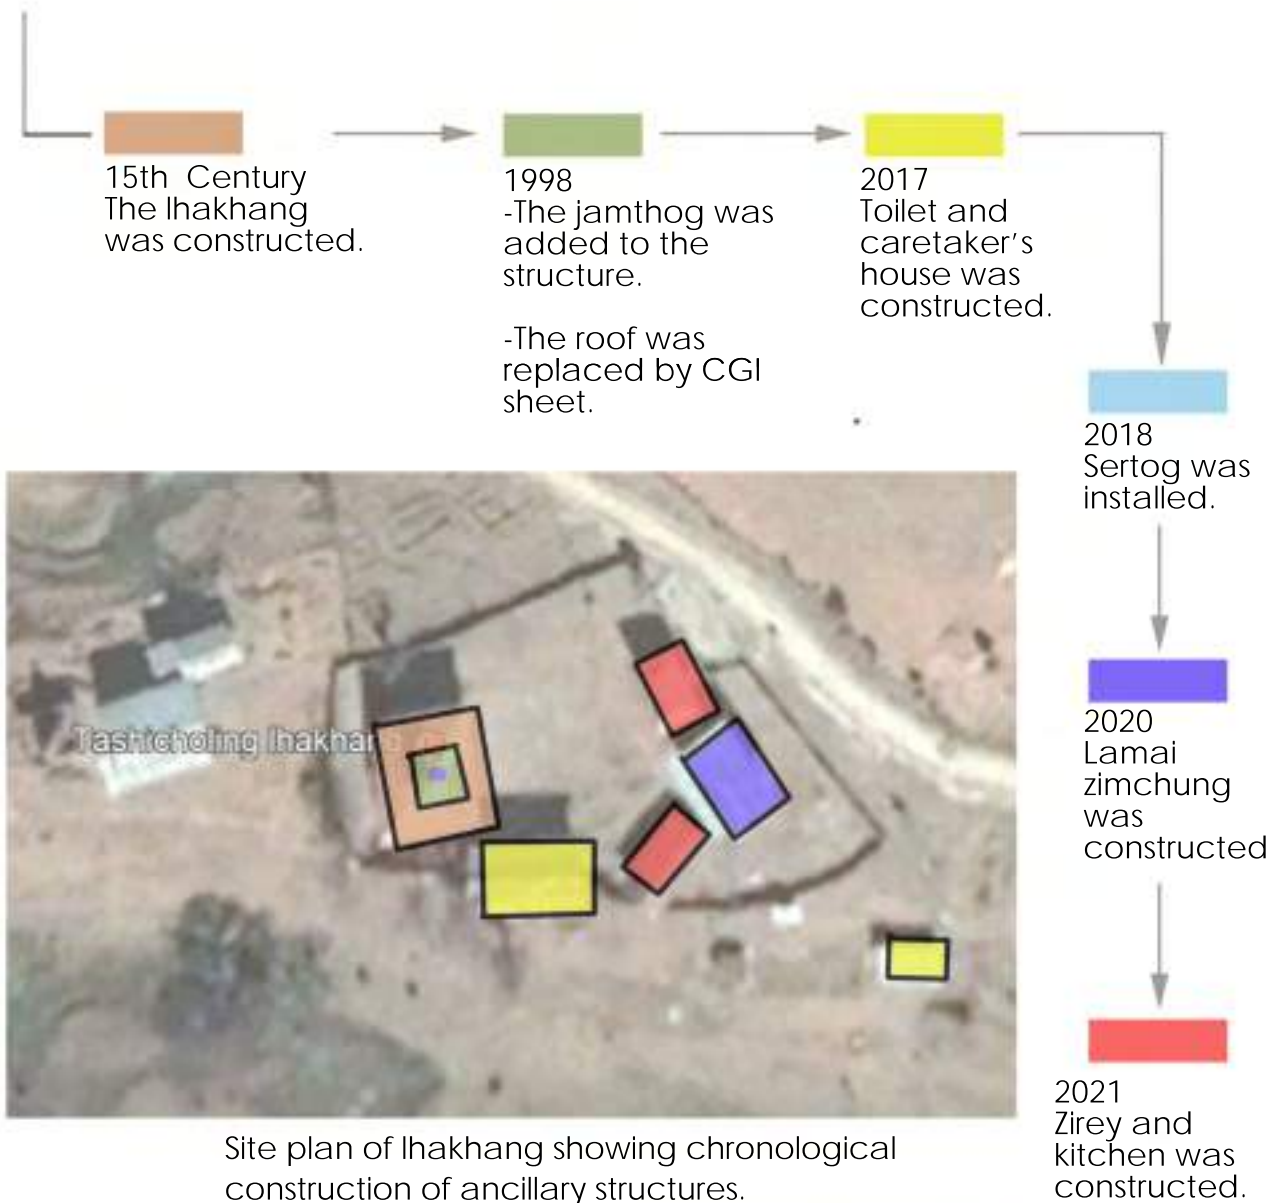 15th Century
The lhakhang
was constructed.
1998
-The jamthog was
added to the
structure.
-The roof was
replaced by CGI
sheet.
2017
Toilet and
caretaker's
house was
constructed.
2018
Sertog was
installed.
2020
Lamai
zimchung
was
constructed
2021
Zirey and
kitchen was
constructed.
Tashicholing lhakhan
Site plan of lhakhang showing chronological
construction of ancillary structures.